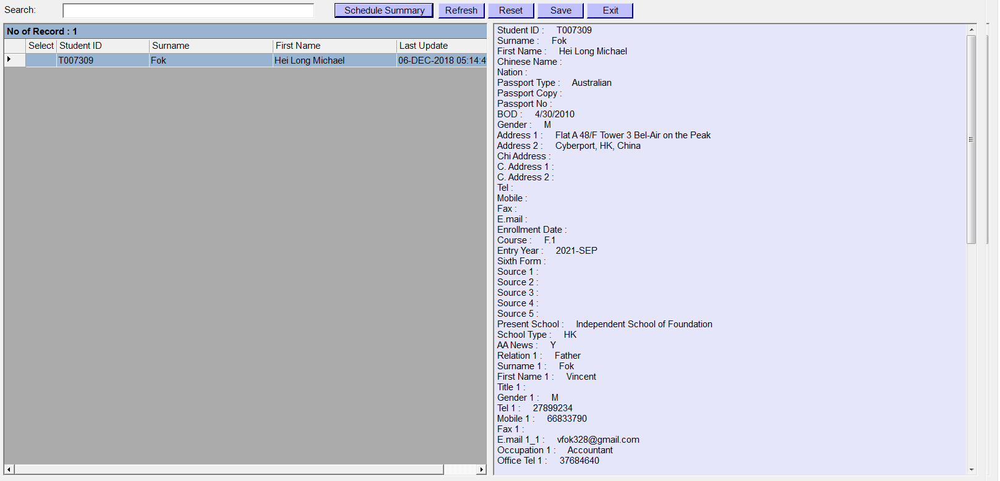 Search: Schedule Summary Refresh Reset Save Exit
No of Record : 1
Select Student ID Surname First Name Last Update
T007309 Fok Hei Long Michael 06-DEC-2018 05:14:4
Student ID : T007309
Surname : Fok
First Name : Hei Long Michael
Chinese Name :
Nation :
Passport Type : Australian
Passport Copy :
Passport No :
BOD : 4/30/2010
Gender : M
Address 1 : Flat A 48/F Tower 3 Bel-Air on the Peak
Address 2 : Cyberport, HK, China
Chi Address :
C. Address 1 :
C. Address 2 :
Tel :
Mobile :
Fax :
E.mail :
Enrollment Date :
Course : F.1
Entry Year : 2021-SEP
Sixth Form :
Source 1 :
Source 2 :
Source 3 :
Source 4 :
Source 5 :
Present School : Independent School of Foundation
School Type : HK
AA News : Y
Relation 1 : Father
Surname 1 : Fok
First Name 1 : Vincent
Title 1 :
Gender 1 : M
Tel 1 : 27899234
Mobile 1 : 66833790
Fax 1 :
E.mail 1_1 : vfok328@gmail.com
Occupation 1 : Accountant
Office Tel 1 : 37684640